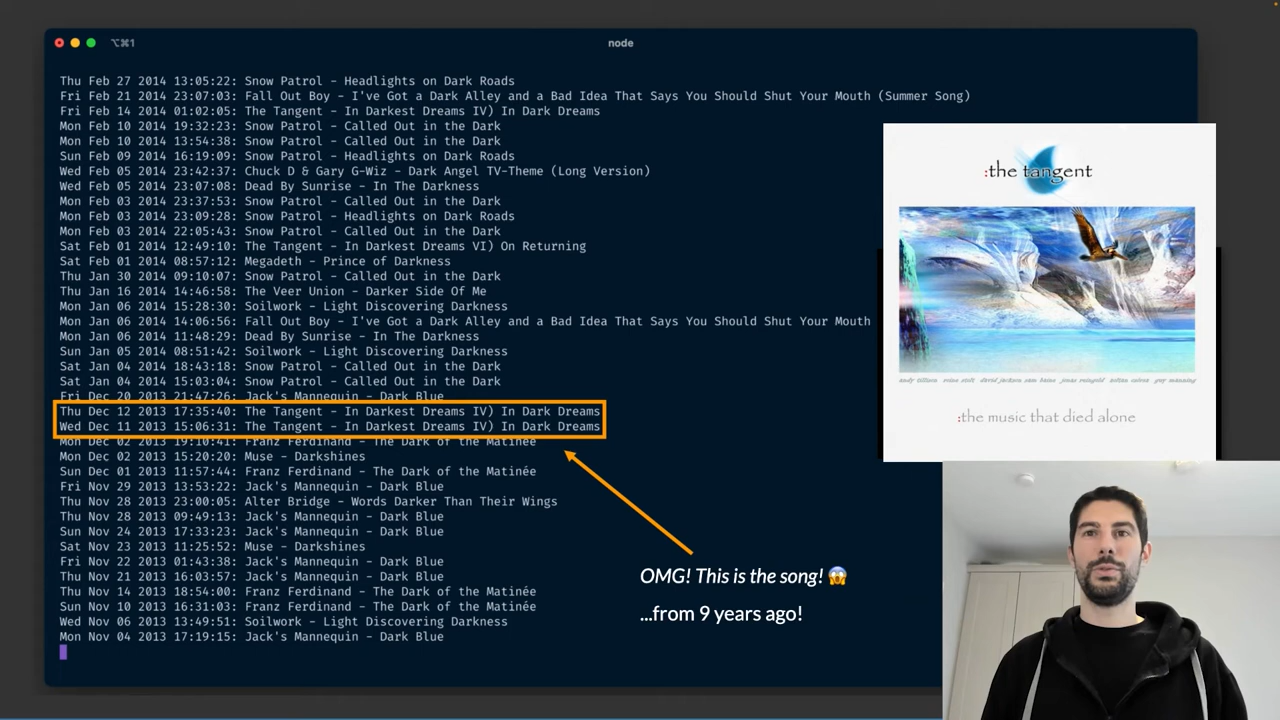 ⌥⌘1
node
Thu Feb 27 2014 13:05:22: Snow Patrol - Headlights on Dark Roads
Fri Feb 21 2014 23:07:03: Fall Out Boy - I've Got a Dark Alley and a Bad Idea That Says You Should Shut Your Mouth (Summer Song)
Fri Feb 14 2014 01:02:05: The Tangent - In Darkest Dreams IV) In Dark Dreams
Mon Feb 10 2014 19:32:23: Snow Patrol - Called Out in the Dark
Mon Feb 10 2014 13:54:38: Snow Patrol - Called Out in the Dark
Sun Feb 09 2014 16:19:09: Snow Patrol - Headlights on Dark Roads
Wed Feb 05 2014 23:42:37: Chuck D & Gary G-Wiz - Dark Angel TV-Theme (Long Version)
Wed Feb 05 2014 23:07:08: Dead By Sunrise - In The Darkness
Mon Feb 03 2014 23:37:53: Snow Patrol - Called Out in the Dark
Mon Feb 03 2014 23:09:28: Snow Patrol - Headlights on Dark Roads
Mon Feb 03 2014 22:05:43: Snow Patrol - Called Out in the Dark
Sat Feb 01 2014 12:49:10: The Tangent - In Darkest Dreams VI) On Returning
Sat Feb 01 2014 08:57:12: Megadeth - Prince of Darkness
Thu Jan 30 2014 09:10:07: Snow Patrol - Called Out in the Dark
Thu Jan 16 2014 14:46:58: The Veer Union - Darker Side Of Me
Mon Jan 06 2014 15:28:30: Soilwork - Light Discovering Darkness
Mon Jan 06 2014 14:06:56: Fall Out Boy - I've Got a Dark Alley and a Bad Idea That Says You Should Shut Your Mouth
Mon Jan 06 2014 11:48:29: Dead By Sunrise - In The Darkness
Sun Jan 05 2014 08:51:42: Soilwork - Light Discovering Darkness
Sat Jan 04 2014 18:43:18: Snow Patrol - Called Out in the Dark
Sat Jan 04 2014 15:03:04: Snow Patrol - Called Out in the Dark
Fri Dec 20 2013 21:47:26: Jack's Mannequin - Dark Blue
Thu Dec 12 2013 17:35:40: The Tangent - In Darkest Dreams IV) In Dark Dreams
Wed Dec 11 2013 15:06:31: The Tangent - In Darkest Dreams IV) In Dark Dreams
Mon Dec 02 2013 19:10:41: Franz Ferdinand - The Dark of the Matinée
Mon Dec 02 2013 15:20:20: Muse - Darkshines
Sun Dec 01 2013 11:57:44: Franz Ferdinand - The Dark of the Matinée
Fri Nov 29 2013 13:53:22: Jack's Mannequin - Dark Blue
Thu Nov 28 2013 23:00:05: Alter Bridge - Words Darker Than Their Wings
Thu Nov 28 2013 09:49:13: Jack's Mannequin - Dark Blue
Sun Nov 24 2013 17:33:23: Jack's Mannequin - Dark Blue
Sat Nov 23 2013 11:25:52: Muse - Darkshines
Fri Nov 22 2013 01:43:38: Jack's Mannequin - Dark Blue
Thu Nov 21 2013 16:03:57: Jack's Mannequin - Dark Blue
Thu Nov 14 2013 18:54:00: Franz Ferdinand - The Dark of the Matinée
Sun Nov 10 2013 16:31:03: Franz Ferdinand - The Dark of the Matinée
Wed Nov 06 2013 13:49:51: Soilwork - Light Discovering Darkness
Mon Nov 04 2013 17:19:15: Jack's Mannequin - Dark Blue
:the tangent
:the music that died alone
OMG! This is the song! 😱
...from 9 years ago!